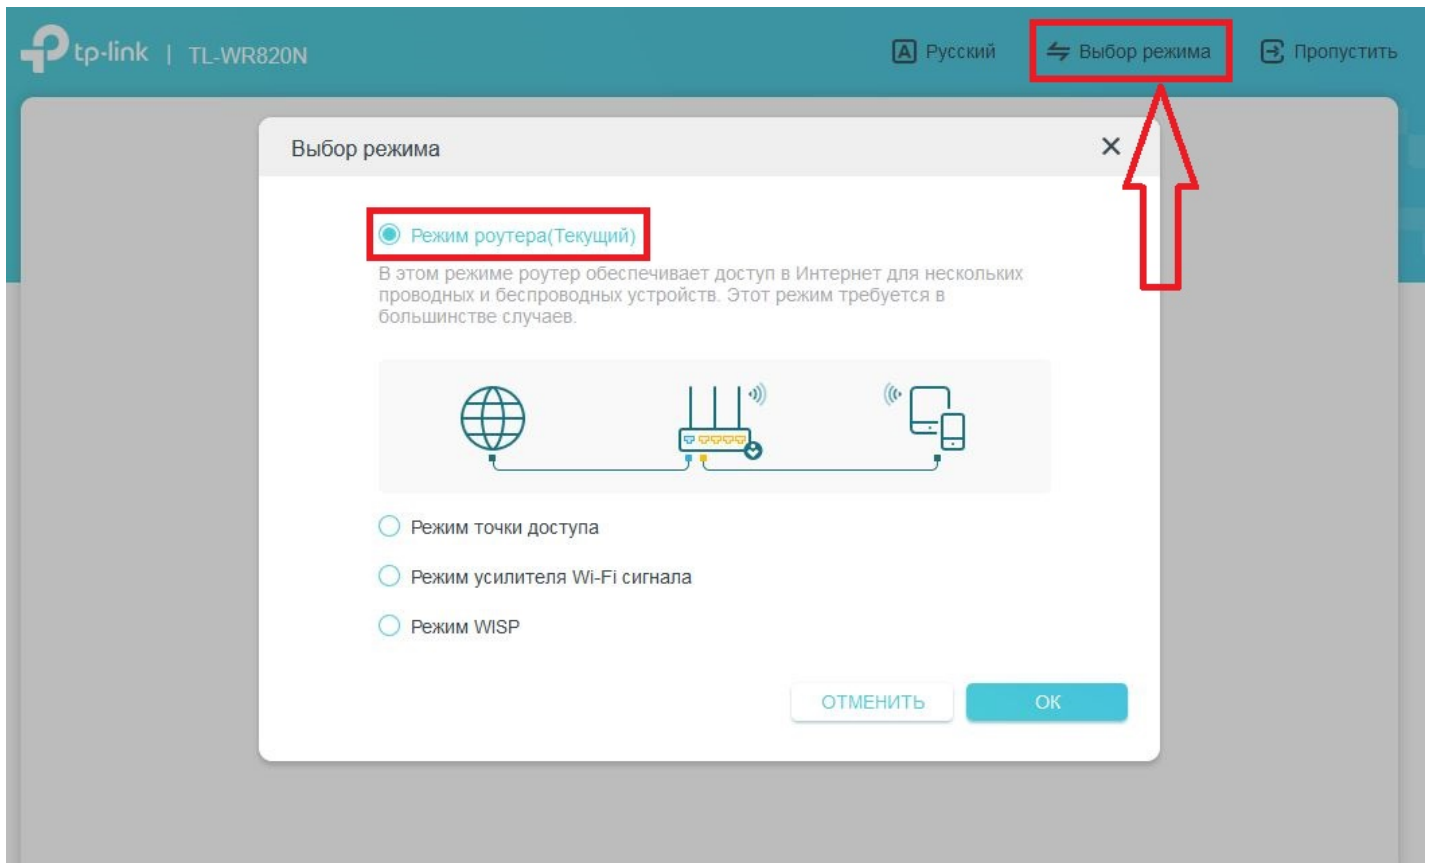 tp-link | TL-WR820N
Русский
Выбор режима
Пропустить
Выбор режима
Режим роутера(Текущий)
В этом режиме роутер обеспечивает доступ в Интернет для нескольких
проводных и беспроводных устройств. Этот режим требуется в
большинстве случаев.
Режим точки доступа
Режим усилителя Wi-Fi сигнала
Режим WISP
ОТМЕНИТЬ
ОК